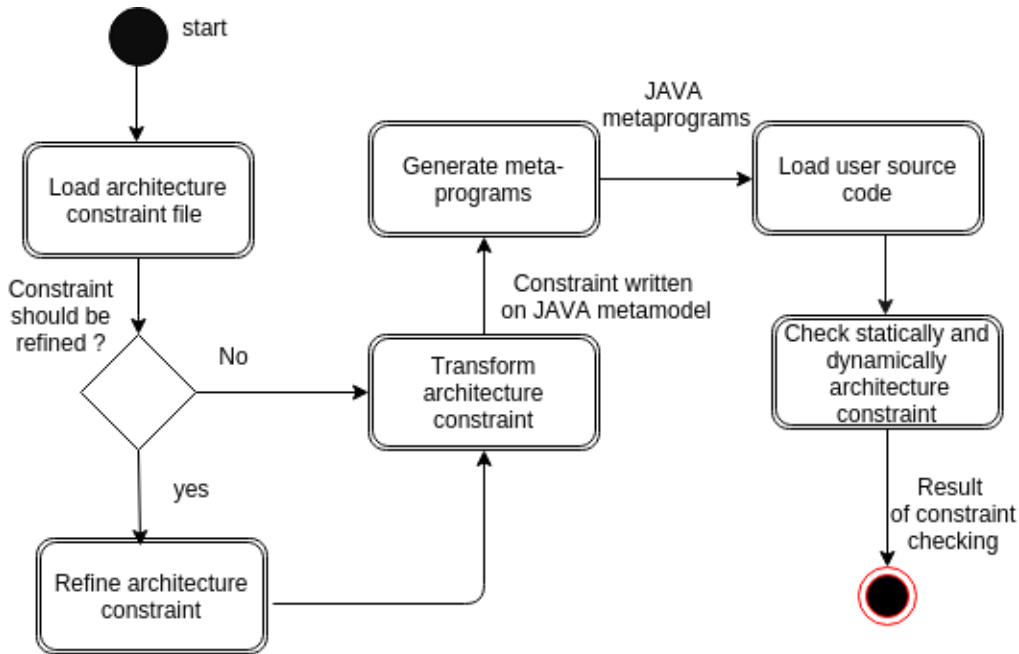 start
Load architecture
constraint file
Constraint
should be
refined ?
No
yes
Refine architecture
constraint
Transform
architecture
constraint
Constraint written
on JAVA metamodel
Generate meta-
programs
JAVA
metaprograms
Load user source
code
Check statically and
dynamically
architecture
constraint
Result
of constraint
checking